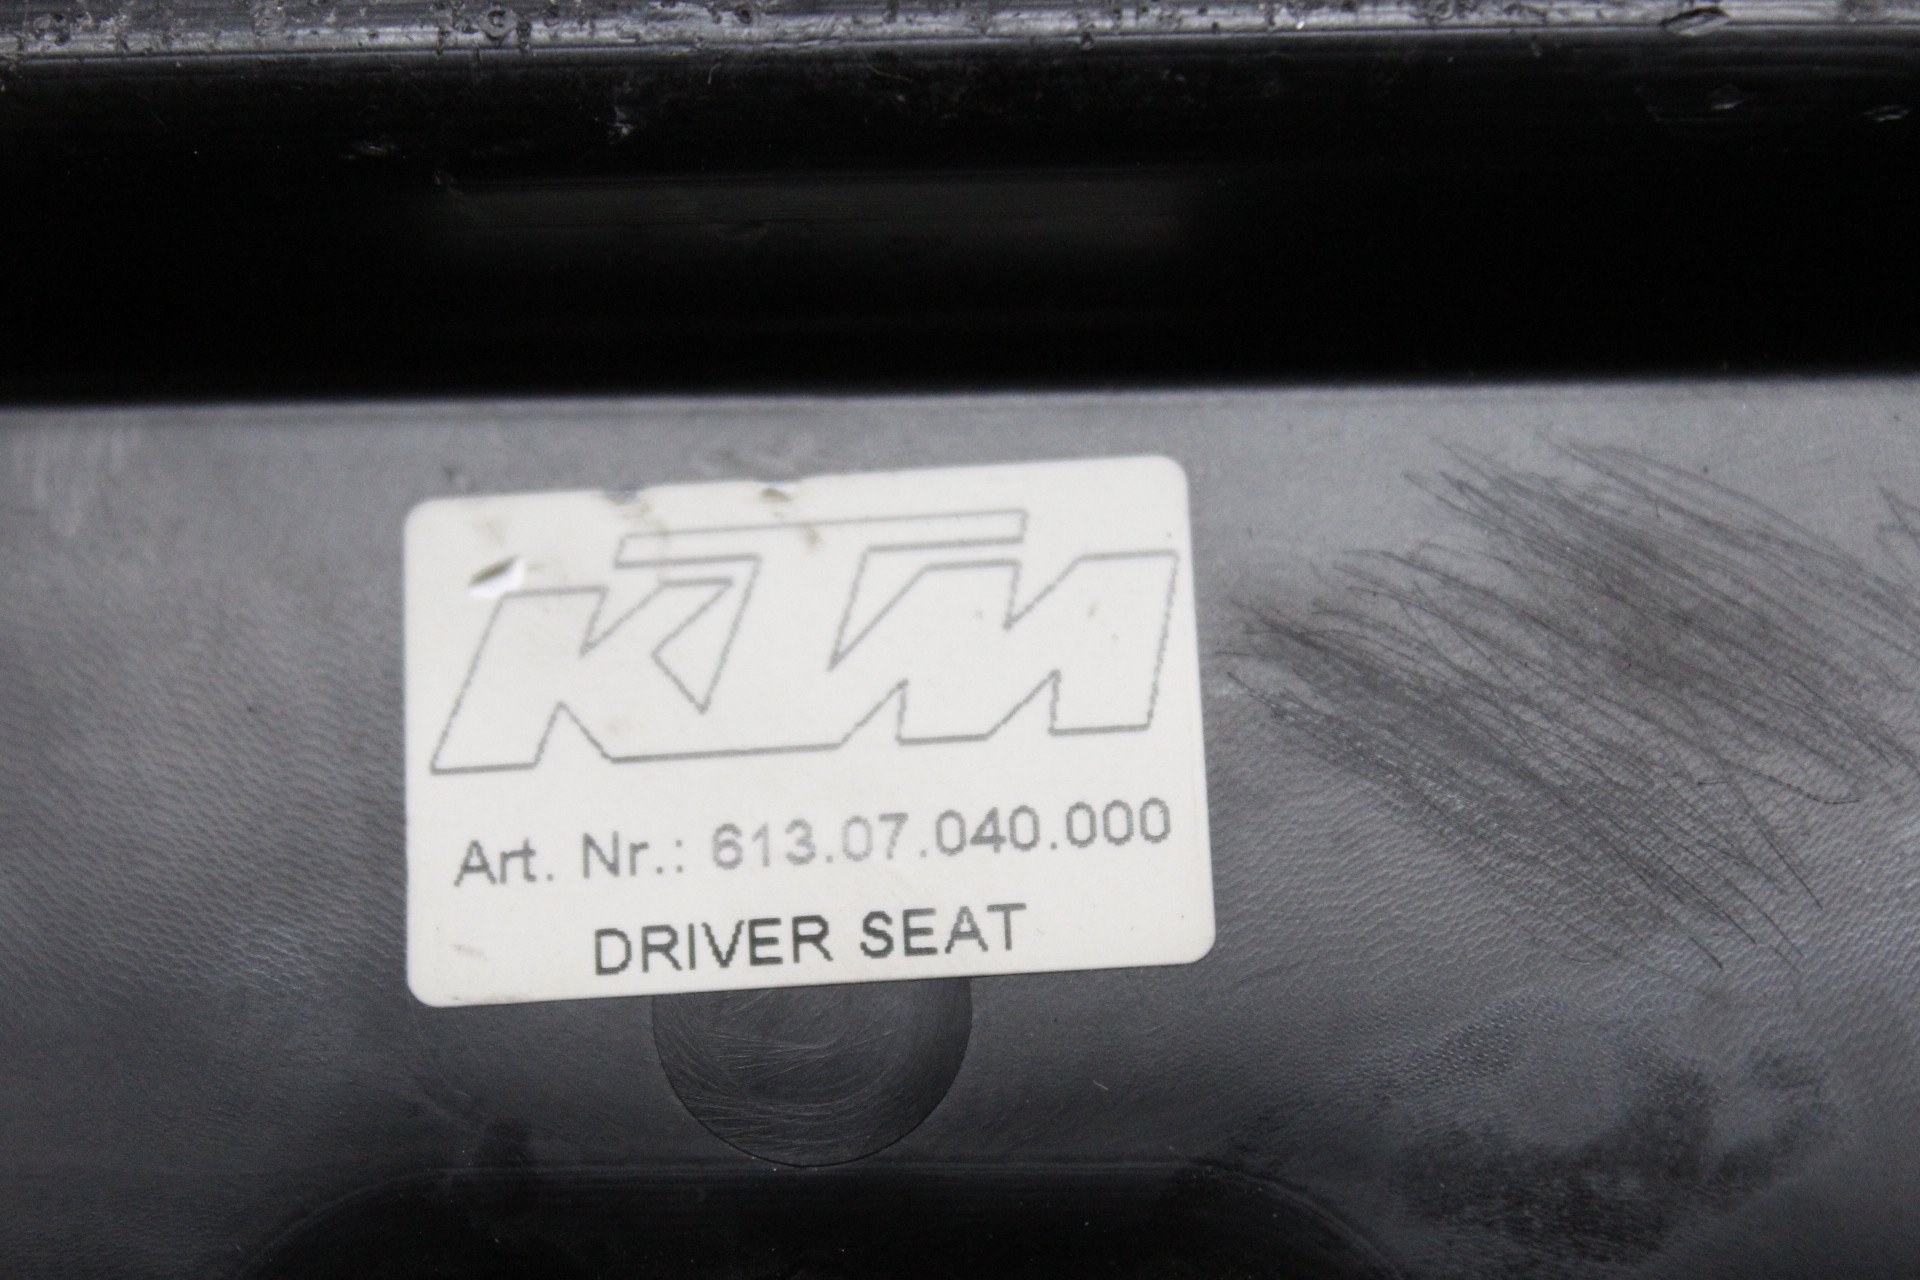 KTM
Art. Nr.: 613.07.040.000
DRIVER SEAT